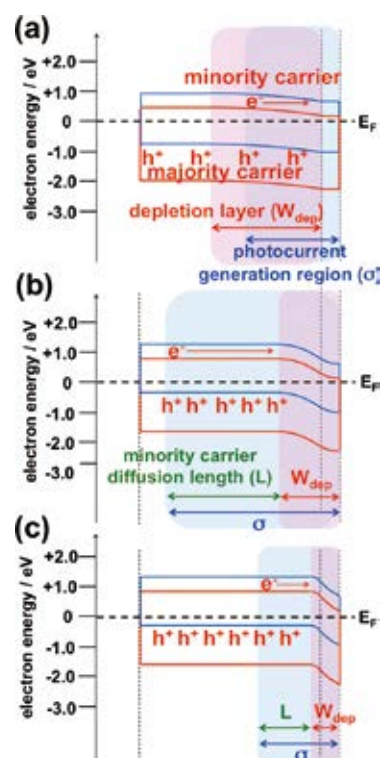 (a)
electron energy / eV
+2.0
+1.0
0
-1.0
-2.0
-3.0
minority carrier
e⁻
E_F
h⁺ h⁺ h⁺ h⁺
majority carrier
depletion layer (W_dep)
photocurrent
generation region (σ
(b)
electron energy / eV
+2.0
+1.0
0
-1.0
-2.0
-3.0
e⁻
E_F
h⁺ h⁺ h⁺ h⁺ h⁺
minority carrier
diffusion length (L)
W_dep
σ
(c)
electron energy / eV
+2.0
+1.0
0
-1.0
-2.0
-3.0
e⁻
E_F
h⁺ h⁺ h⁺ h⁺ h⁺ h⁺
L
W_dep
σ